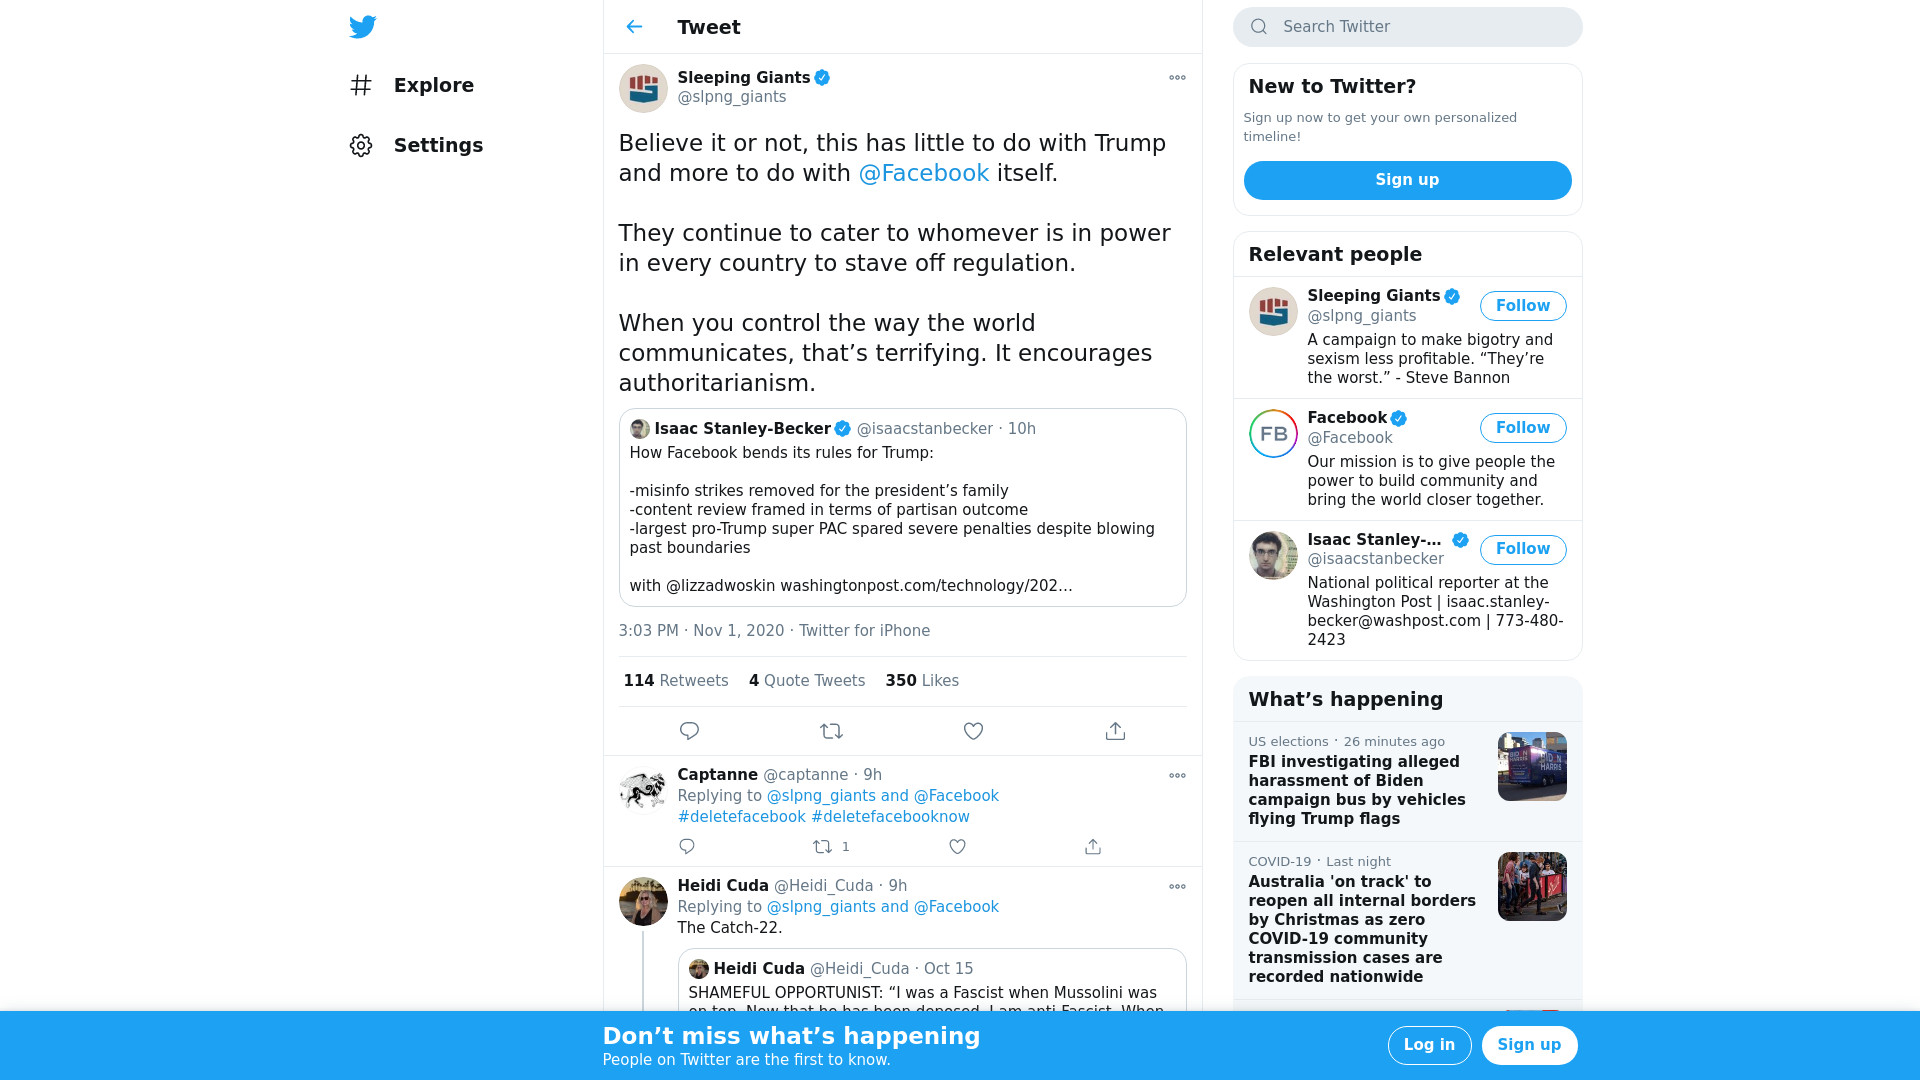 Explore
Settings
Tweet
Sleeping Giants
@slpng_giants
Believe it or not, this has little to do with Trump
and more to do with @Facebook itself.
They continue to cater to whomever is in power
in every country to stave off regulation.
When you control the way the world
communicates, that’s terrifying. It encourages
authoritarianism.
Isaac Stanley-Becker @isaacstanbecker · 10h
How Facebook bends its rules for Trump:
-misinfo strikes removed for the president’s family
-content review framed in terms of partisan outcome
-largest pro-Trump super PAC spared severe penalties despite blowing
past boundaries
with @lizzadwoskin washingtonpost.com/technology/202…
3:03 PM · Nov 1, 2020 · Twitter for iPhone
114 Retweets 4 Quote Tweets 350 Likes
Captanne @captanne · 9h
Replying to @slpng_giants and @Facebook
#deletefacebook #deletefacebooknow
1
Heidi Cuda @Heidi_Cuda · 9h
Replying to @slpng_giants and @Facebook
The Catch-22.
Heidi Cuda @Heidi_Cuda · Oct 15
SHAMEFUL OPPORTUNIST: “I was a Fascist when Mussolini was
on top. Now that he has been deposed, I am anti-Fascist. When
Search Twitter
New to Twitter?
Sign up now to get your own personalized
timeline!
Sign up
Relevant people
Sleeping Giants
@slpng_giants
Follow
A campaign to make bigotry and
sexism less profitable. “They’re
the worst.” - Steve Bannon
FB
Facebook
@Facebook
Follow
Our mission is to give people the
power to build community and
bring the world closer together.
Isaac Stanley-…
@isaacstanbecker
Follow
National political reporter at the
Washington Post | isaac.stanley-
becker@washpost.com | 773-480-
2423
What’s happening
US elections · 26 minutes ago
FBI investigating alleged
harassment of Biden
campaign bus by vehicles
flying Trump flags
COVID-19 · Last night
Australia 'on track' to
reopen all internal borders
by Christmas as zero
COVID-19 community
transmission cases are
recorded nationwide
Don’t miss what’s happening
People on Twitter are the first to know.
Log in
Sign up